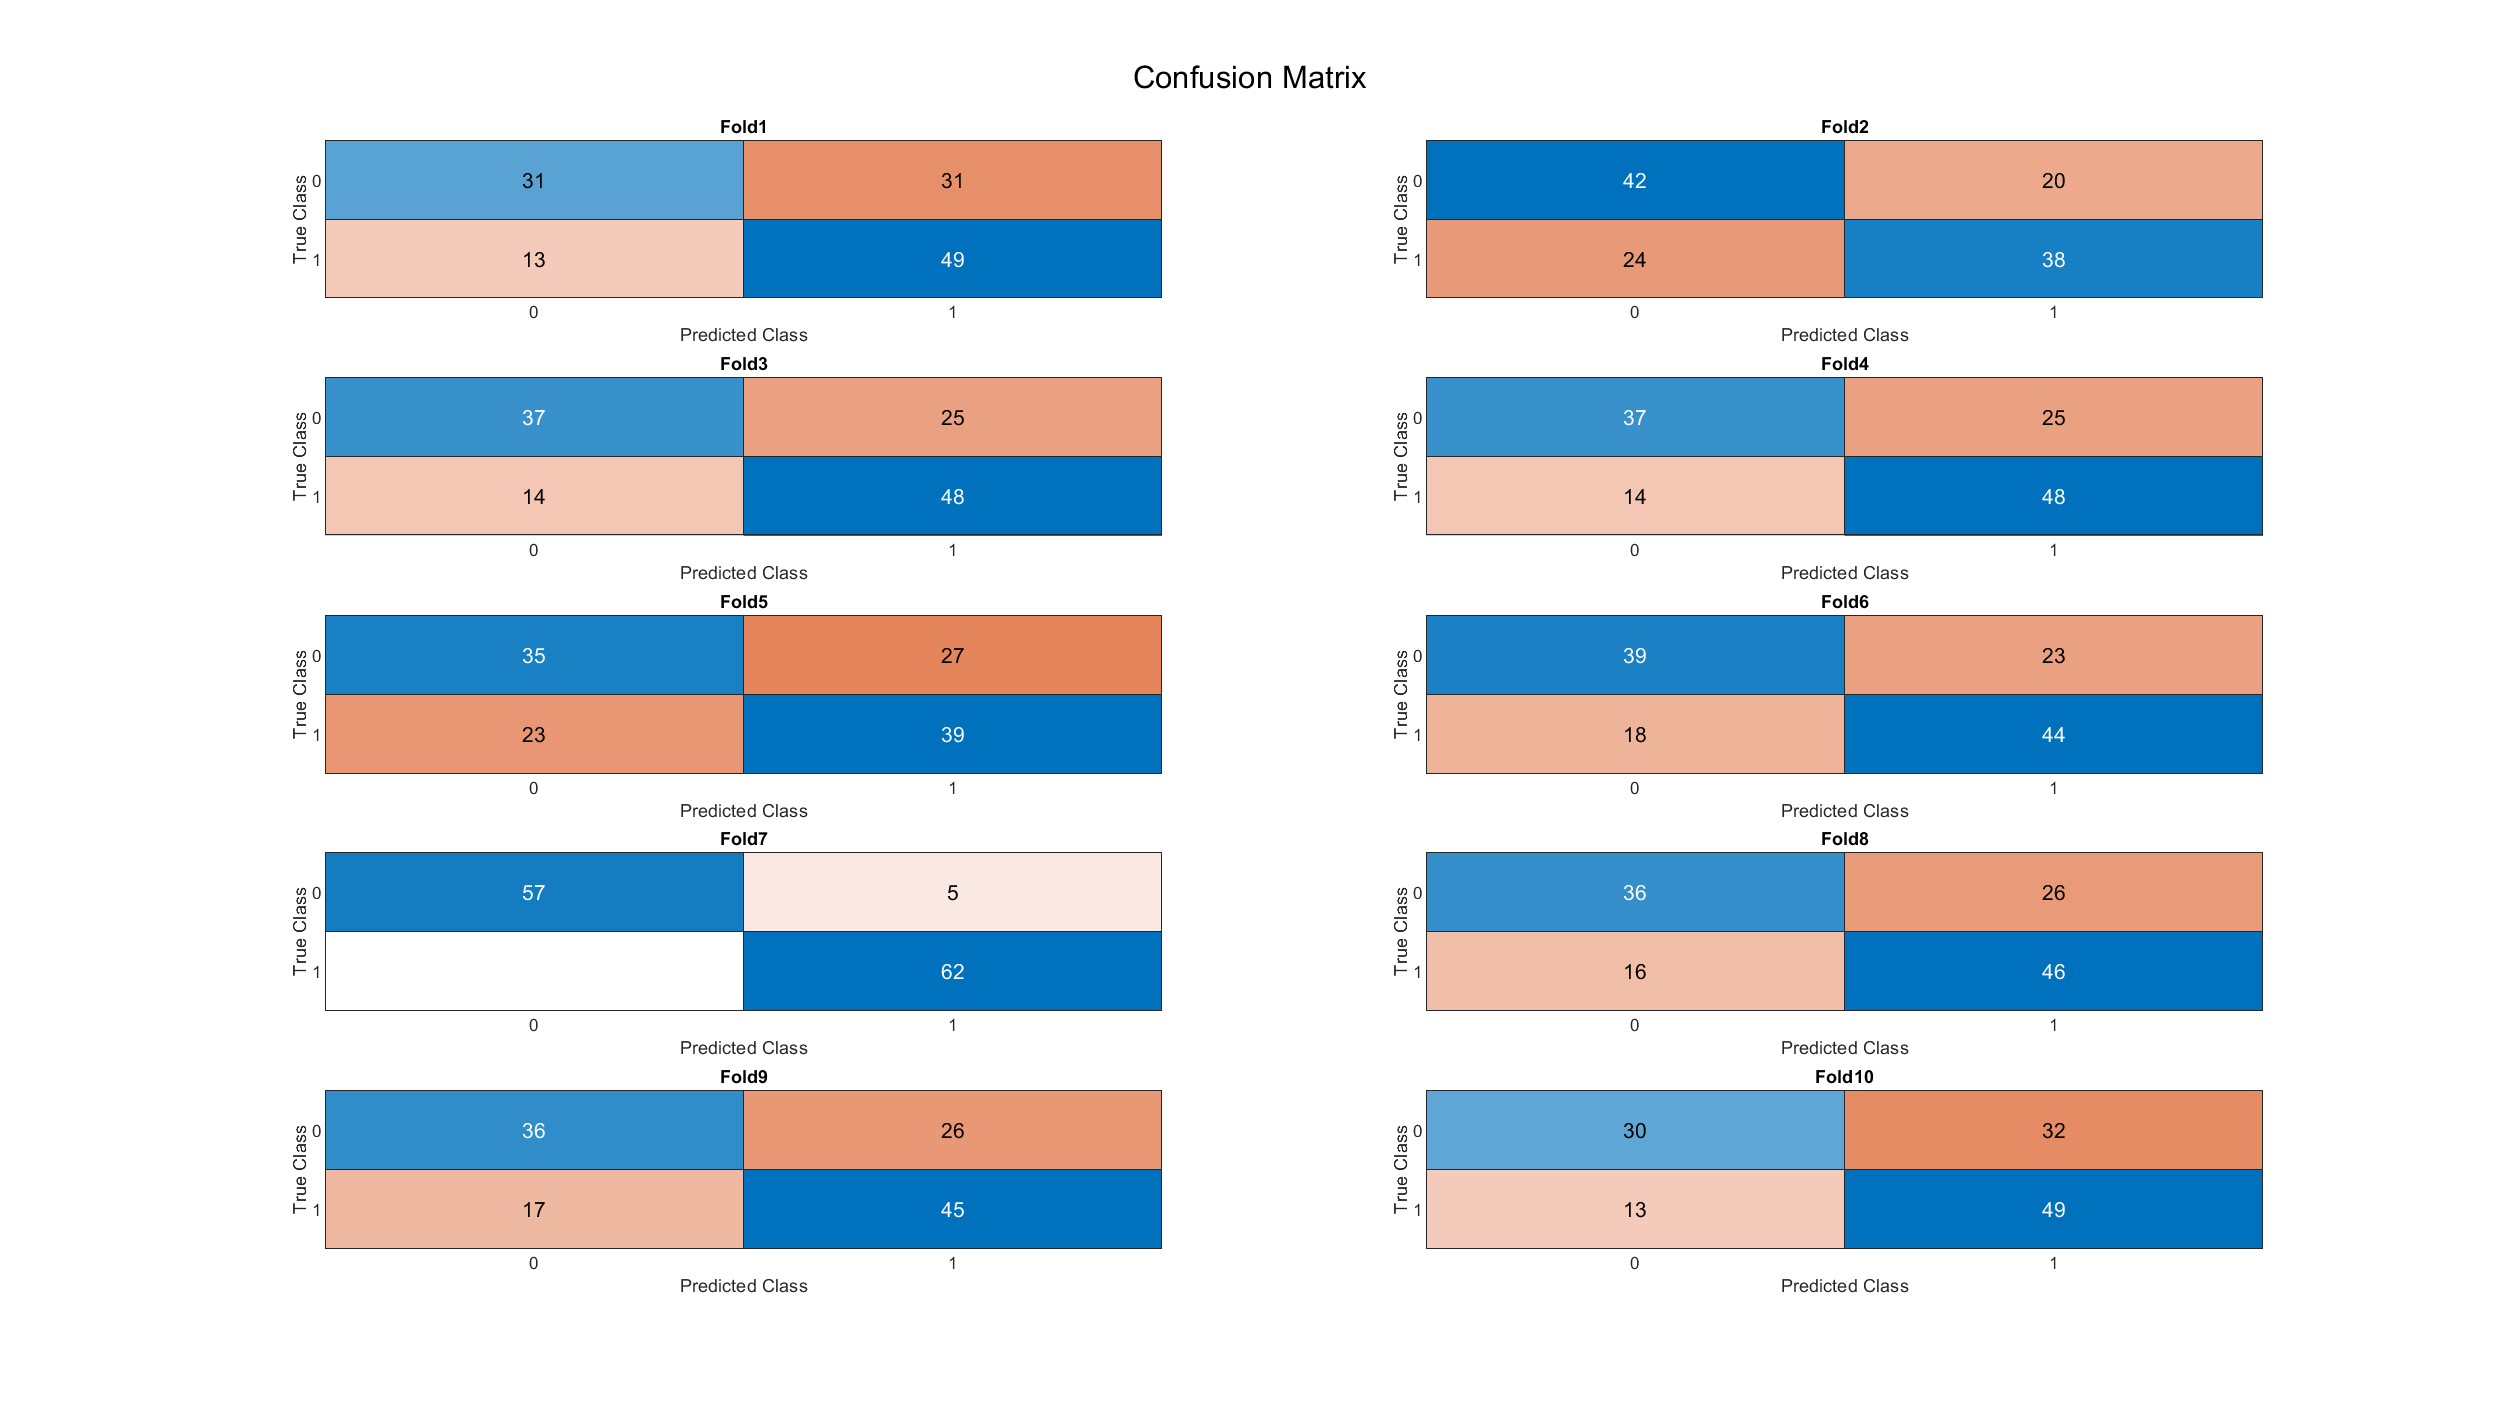 Confusion Matrix
Fold1
True Class
0 31 31
1 13 49
0 1
Predicted Class
Fold2
True Class
0 42 20
1 24 38
0 1
Predicted Class
Fold3
True Class
0 37 25
1 14 48
0 1
Predicted Class
Fold4
True Class
0 37 25
1 14 48
0 1
Predicted Class
Fold5
True Class
0 35 27
1 23 39
0 1
Predicted Class
Fold6
True Class
0 39 23
1 18 44
0 1
Predicted Class
Fold7
True Class
0 57 5
1 62
0 1
Predicted Class
Fold8
True Class
0 36 26
1 16 46
0 1
Predicted Class
Fold9
True Class
0 36 26
1 17 45
0 1
Predicted Class
Fold10
True Class
0 30 32
1 13 49
0 1
Predicted Class